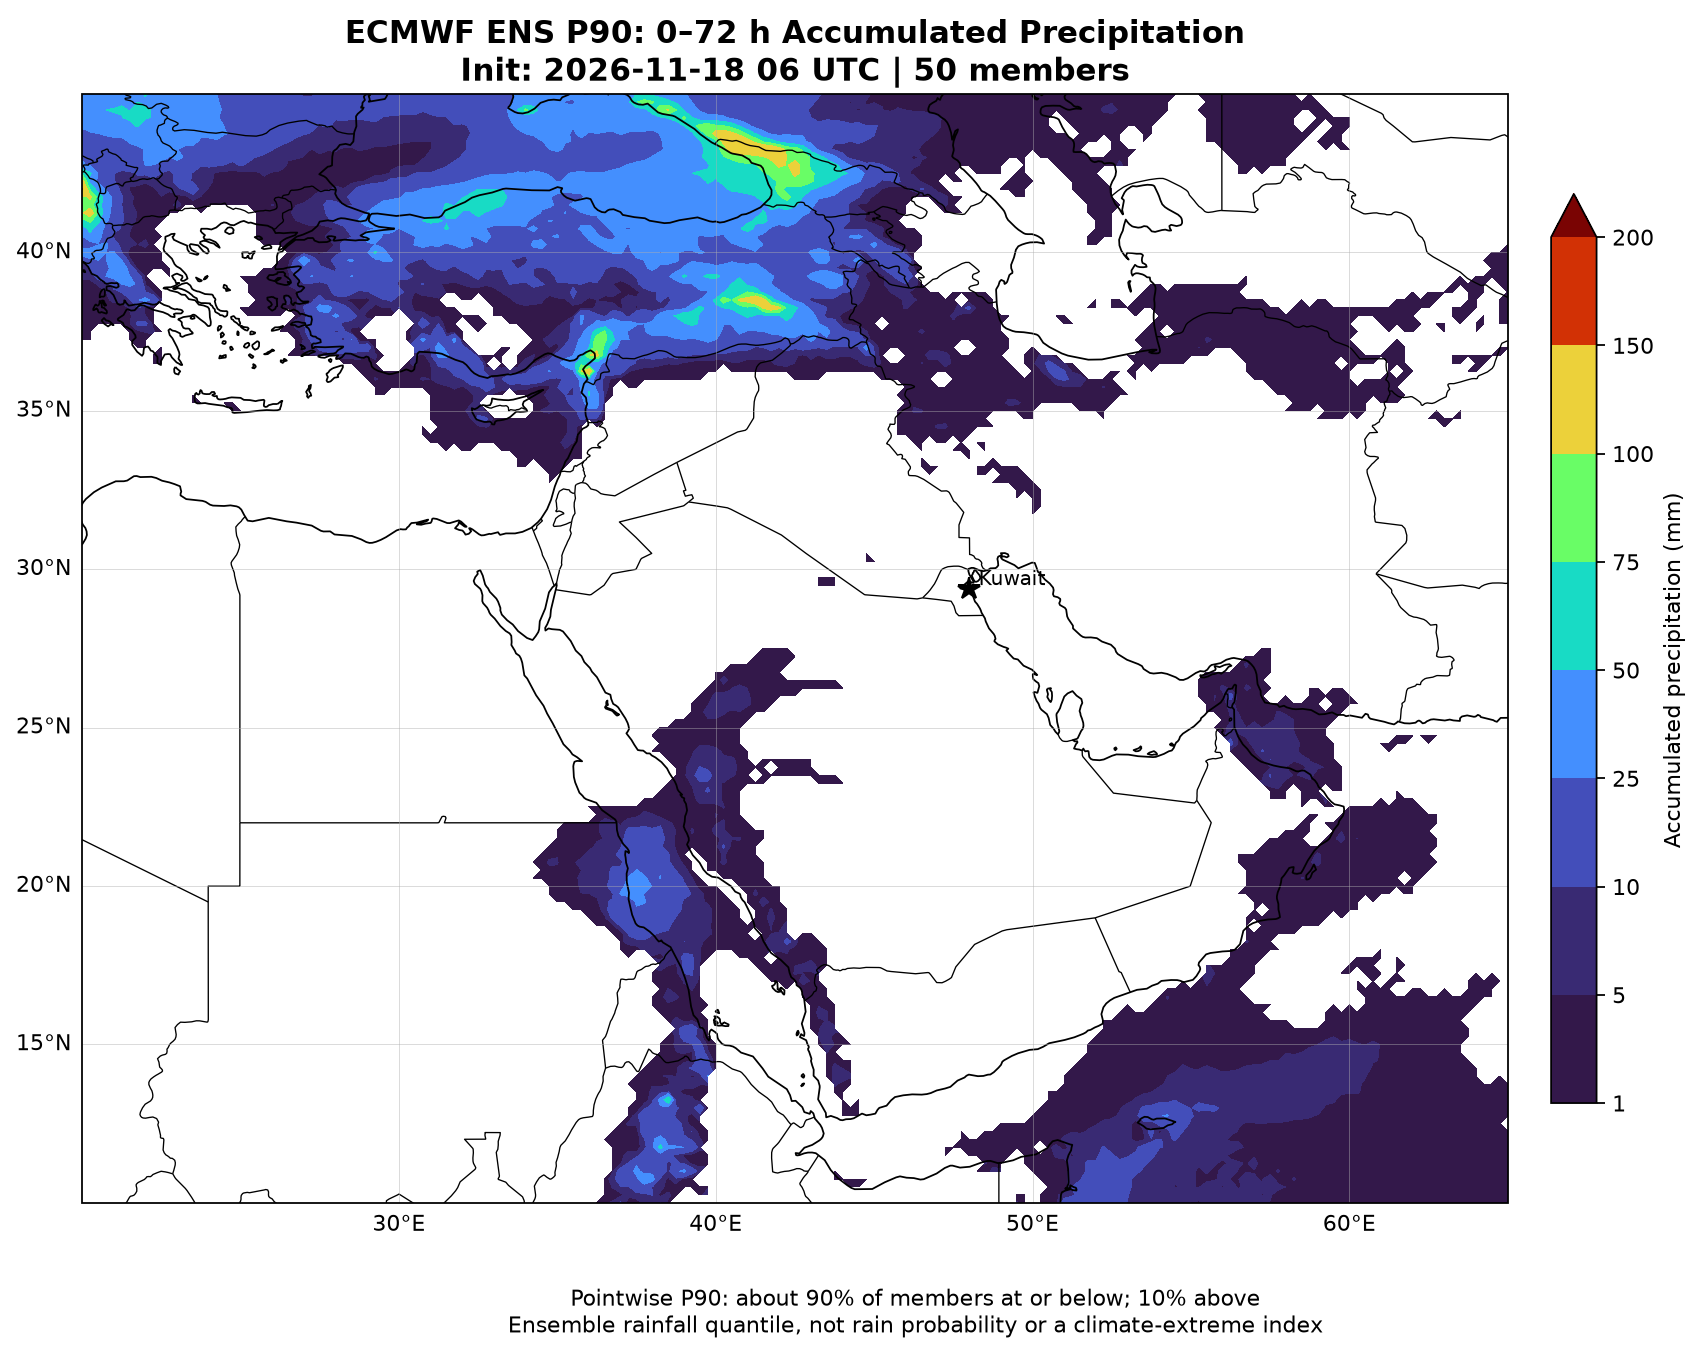 ECMWF ENS P90: 0–72 h Accumulated Precipitation
Init: 2026-11-18 06 UTC | 50 members
40°N
35°N
30°N
25°N
20°N
15°N
30°E
40°E
50°E
60°E
Kuwait
200
150
100
75
50
25
10
5
1
Accumulated precipitation (mm)
Pointwise P90: about 90% of members at or below; 10% above
Ensemble rainfall quantile, not rain probability or a climate-extreme index